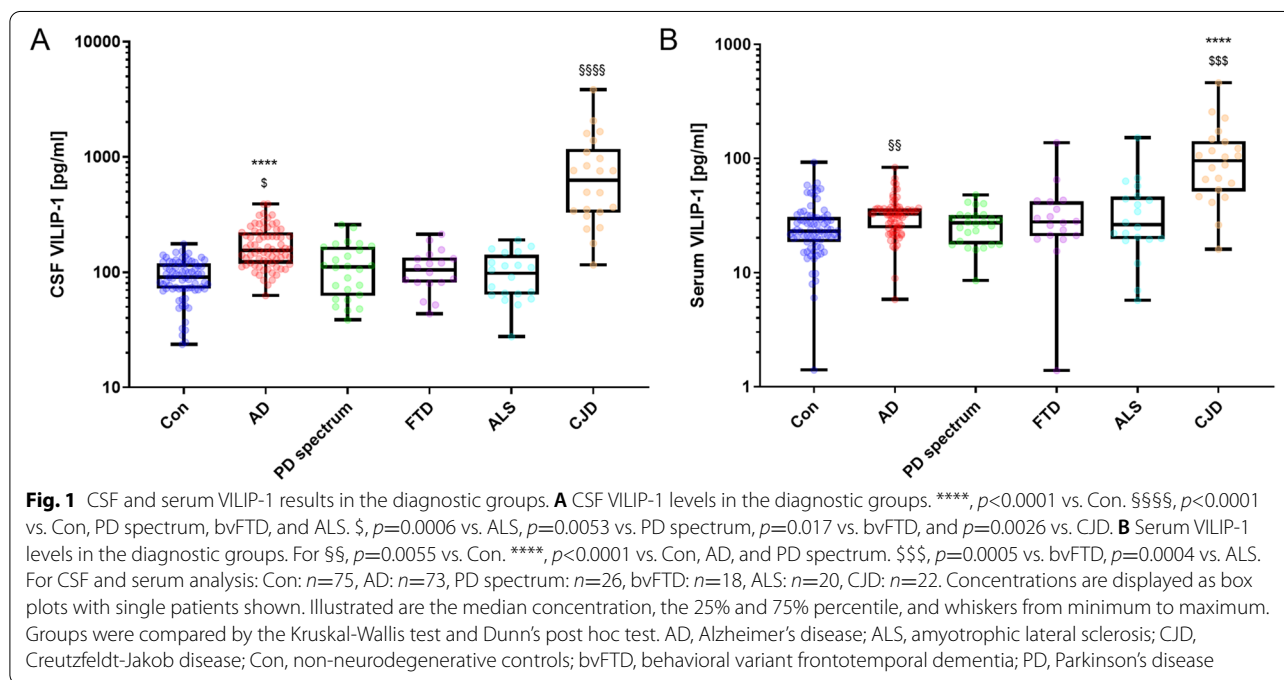 A
10000
1000
100
10
CSF VILIP-1 [pg/ml]
****
$
§§§§
Con
AD
PD spectrum
FTD
ALS
CJD
B
1000
100
10
1
Serum VILIP-1 [pg/ml]
§§
****
$$$
Con
AD
PD spectrum
FTD
ALS
CJD
Fig. 1 CSF and serum VILIP-1 results in the diagnostic groups. A CSF VILIP-1 levels in the diagnostic groups. ****, p<0.0001 vs. Con. §§§§, p<0.0001
vs. Con, PD spectrum, bvFTD, and ALS. $, p=0.0006 vs. ALS, p=0.0053 vs. PD spectrum, p=0.017 vs. bvFTD, and p=0.0026 vs. CJD. B Serum VILIP-1
levels in the diagnostic groups. For §§, p=0.0055 vs. Con. ****, p<0.0001 vs. Con, AD, and PD spectrum. $$$, p=0.0005 vs. bvFTD, p=0.0004 vs. ALS.
For CSF and serum analysis: Con: n=75, AD: n=73, PD spectrum: n=26, bvFTD: n=18, ALS: n=20, CJD: n=22. Concentrations are displayed as box
plots with single patients shown. Illustrated are the median concentration, the 25% and 75% percentile, and whiskers from minimum to maximum.
Groups were compared by the Kruskal-Wallis test and Dunn's post hoc test. AD, Alzheimer's disease; ALS, amyotrophic lateral sclerosis; CJD,
Creutzfeldt-Jakob disease; Con, non-neurodegenerative controls; bvFTD, behavioral variant frontotemporal dementia; PD, Parkinson's disease